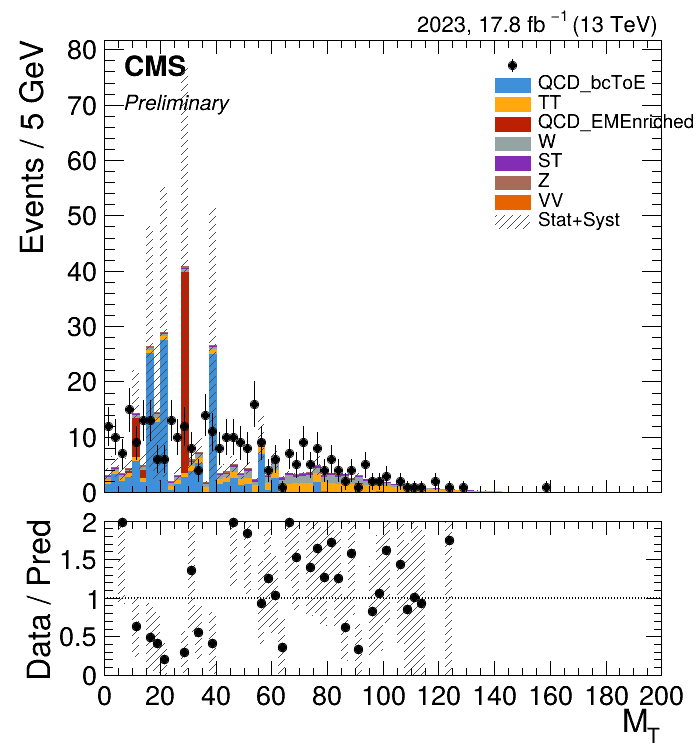 2023, 17.8 fb⁻¹ (13 TeV)
Events / 5 GeV
80
70
60
50
40
30
20
10
0
CMS
Preliminary
QCD_bcToE
TT
QCD_EMEnriched
W
ST
Z
VV
Stat+Syst
Data / Pred
2
1.5
1
0.5
0
0 20 40 60 80 100 120 140 160 180 200
M_T